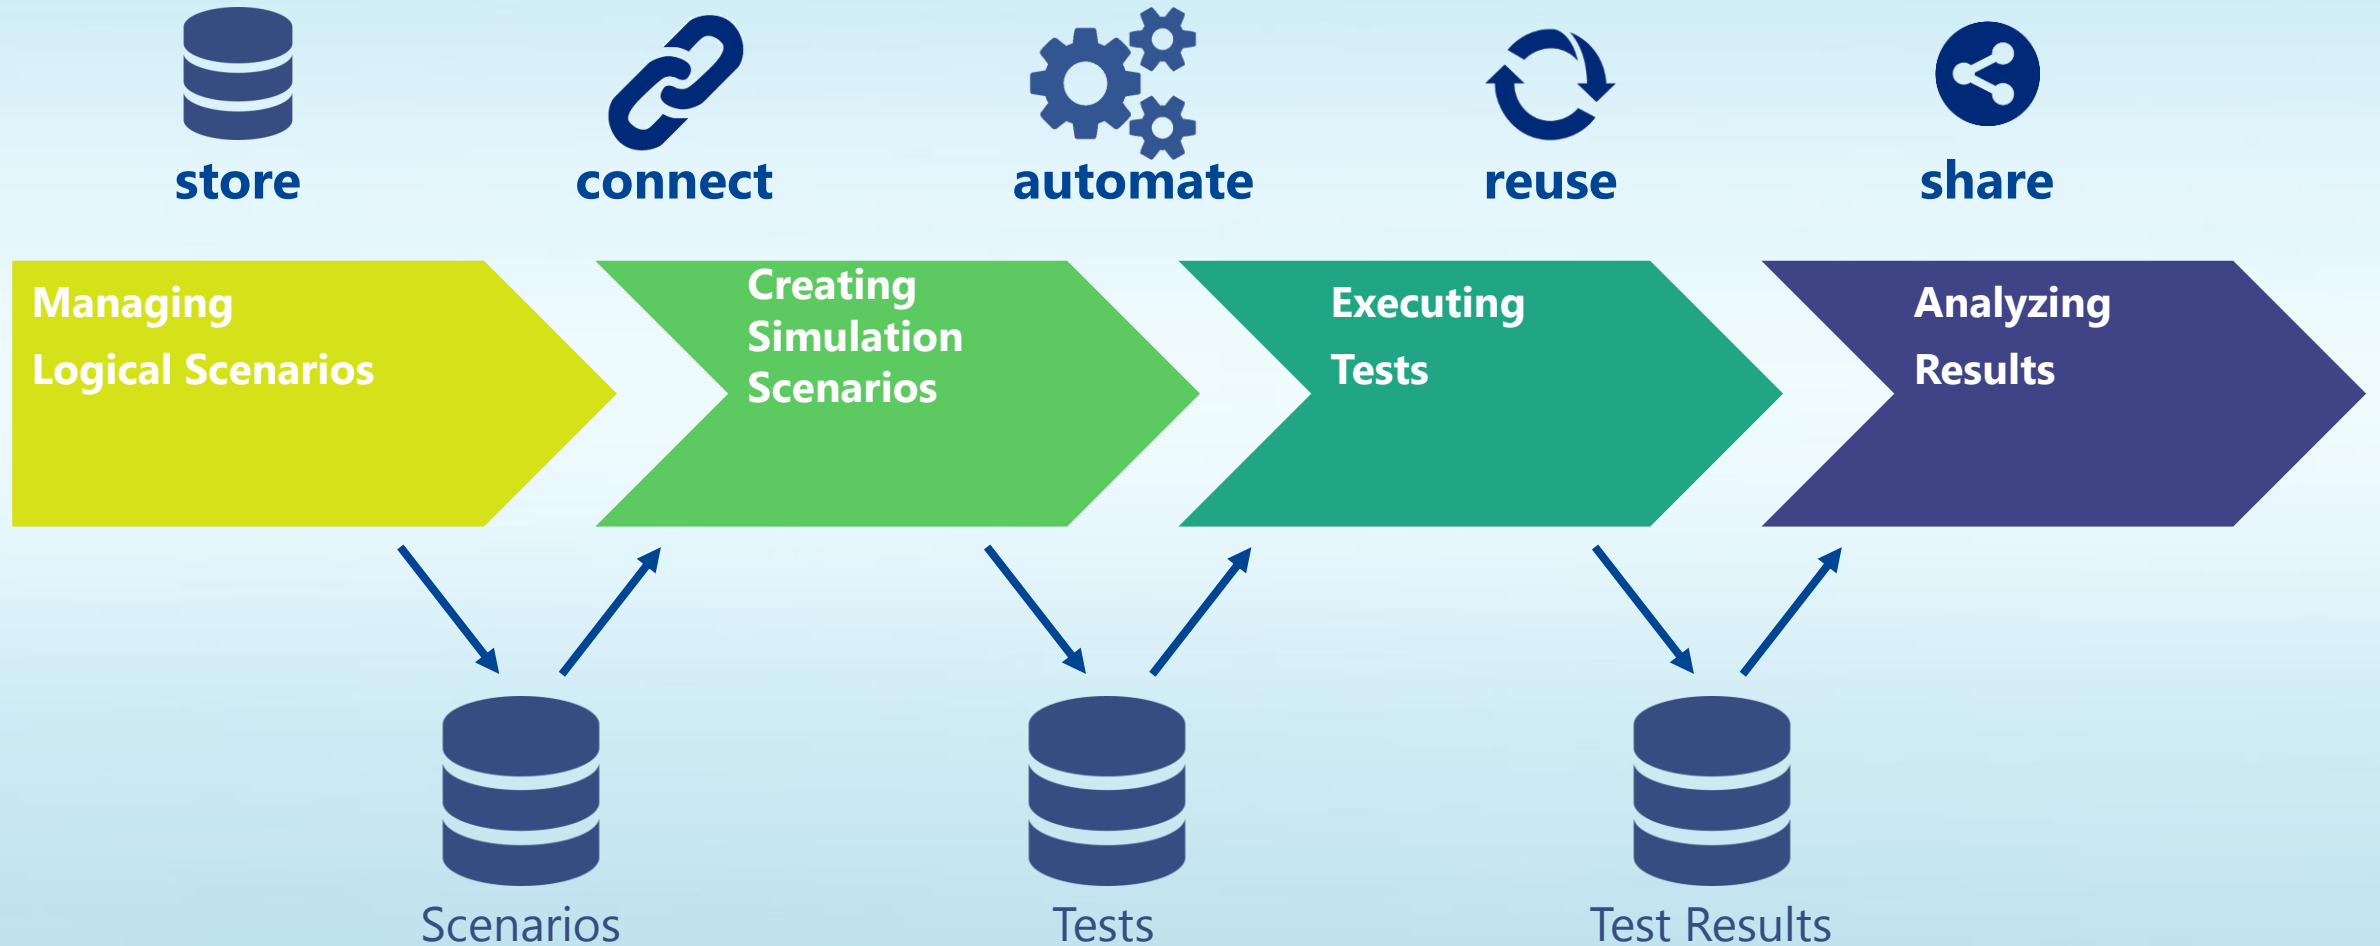 store
connect
automate
reuse
share
Managing
Logical Scenarios
Creating
Simulation
Scenarios
Executing
Tests
Analyzing
Results
Scenarios
Tests
Test Results